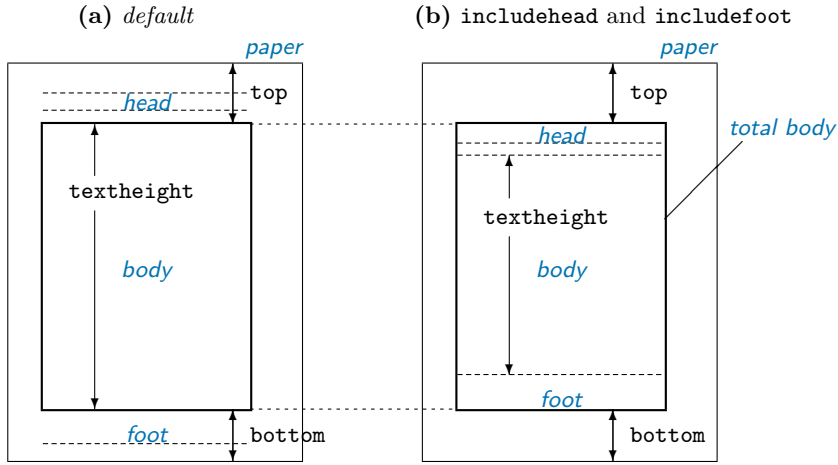 (a) default
(b) includehead and includefoot
paper
paper
top
top
head
head
total body
textheight
textheight
body
body
foot
foot
bottom
bottom